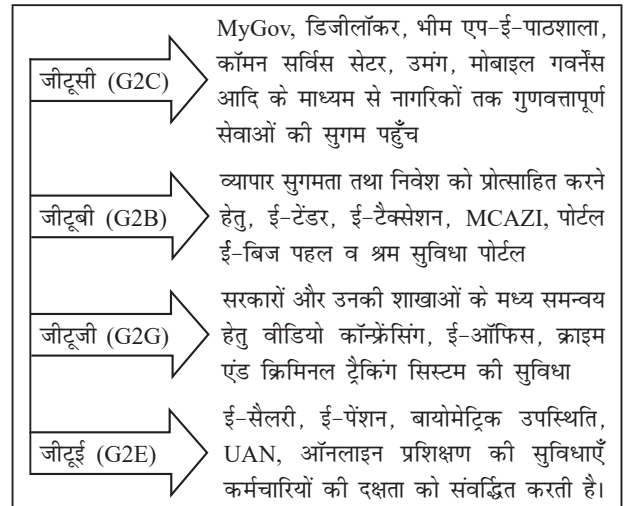 जीटूसी (G2C)
MyGov, डिजीलॉकर, भीम एप-ई-पाठशाला,
कॉमन सर्विस सेटर, उमंग, मोबाइल गवर्नेंस
आदि के माध्यम से नागरिकों तक गुणवत्तापूर्ण
सेवाओं की सुगम पहुँच
जीटूबी (G2B)
व्यापार सुगमता तथा निवेश को प्रोत्साहित करने
हेतु, ई-टेंडर, ई-टैक्सेशन, MCAZI, पोर्टल
ईं-बिज पहल व श्रम सुविधा पोर्टल
जीटूजी (G2G)
सरकारों और उनकी शाखाओं के मध्य समन्वय
हेतु वीडियो कॉन्फ्रेंसिंग, ई-ऑफिस, क्राइम
एंड क्रिमिनल ट्रैकिंग सिस्टम की सुविधा
जीटूई (G2E)
ई-सैलरी, ई-पेंशन, बायोमेट्रिक उपस्थिति,
UAN, ऑनलाइन प्रशिक्षण की सुविधाएँ
कर्मचारियों की दक्षता को संवर्द्धित करती है।